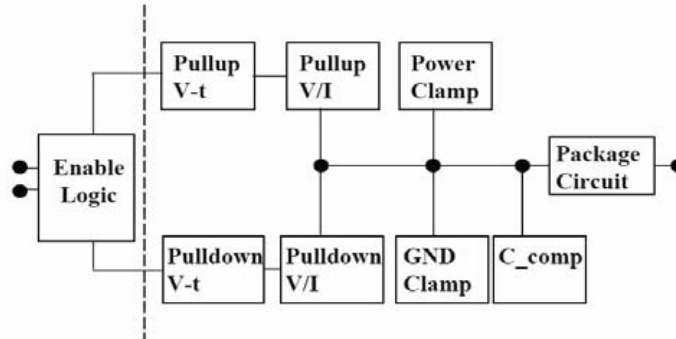 Pullup
V-t
Pullup
V/I
Power
Clamp
Enable
Logic
Package
Circuit
Pulldown
V-t
Pulldown
V/I
GND
Clamp
C_comp